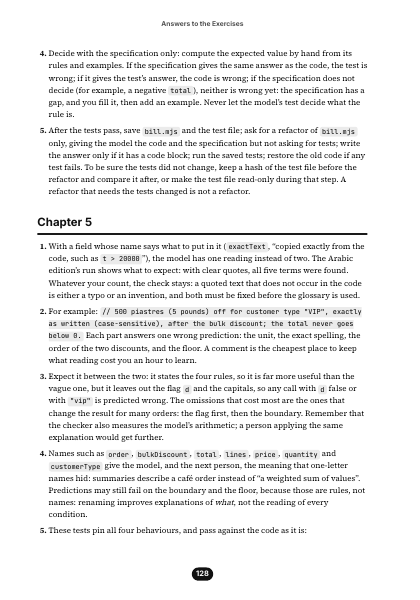 Answers to the Exercises
4. Decide with the specification only: compute the expected value by hand from its
rules and examples. If the specification gives the same answer as the code, the test is
wrong; if it gives the test's answer, the code is wrong; if the specification does not
decide (for example, a negative total), neither is wrong yet: the specification has a
gap, and you fill it, then add an example. Never let the model's test decide what the
rule is.
5. After the tests pass, save bill.mjs and the test file; ask for a refactor of bill.mjs
only, giving the model the code and the specification but not asking for tests; write
the answer only if it has a code block; run the saved tests; restore the old code if any
test fails. To be sure the tests did not change, keep a hash of the test file before the
refactor and compare it after, or make the test file read-only during that step. A
refactor that needs the tests changed is not a refactor.
Chapter 5
1. With a field whose name says what to put in it (exactText, “copied exactly from the
code, such as t > 20000”), the model has one reading instead of two. The Arabic
edition's run shows what to expect: with clear quotes, all five terms were found.
Whatever your count, the check stays: a quoted text that does not occur in the code
is either a typo or an invention, and both must be fixed before the glossary is used.
2. For example: // 500 piastres (5 pounds) off for customer type "VIP", exactly
as written (case-sensitive), after the bulk discount; the total never goes
below 0. Each part answers one wrong prediction: the unit, the exact spelling, the
order of the two discounts, and the floor. A comment is the cheapest place to keep
what reading cost you an hour to learn.
3. Expect it between the two: it states the four rules, so it is far more useful than the
vague one, but it leaves out the flag d and the capitals, so any call with d false or
with "vip" is predicted wrong. The omissions that cost most are the ones that
change the result for many orders: the flag first, then the boundary. Remember that
the checker also measures the model's arithmetic; a person applying the same
explanation would get further.
4. Names such as order, bulkDiscount, total, lines, price, quantity and
customerType give the model, and the next person, the meaning that one-letter
names hid: summaries describe a café order instead of “a weighted sum of values”.
Predictions may still fail on the boundary and the floor, because those are rules, not
names: renaming improves explanations of what, not the reading of every
condition.
5. These tests pin all four behaviours, and pass against the code as it is:
128